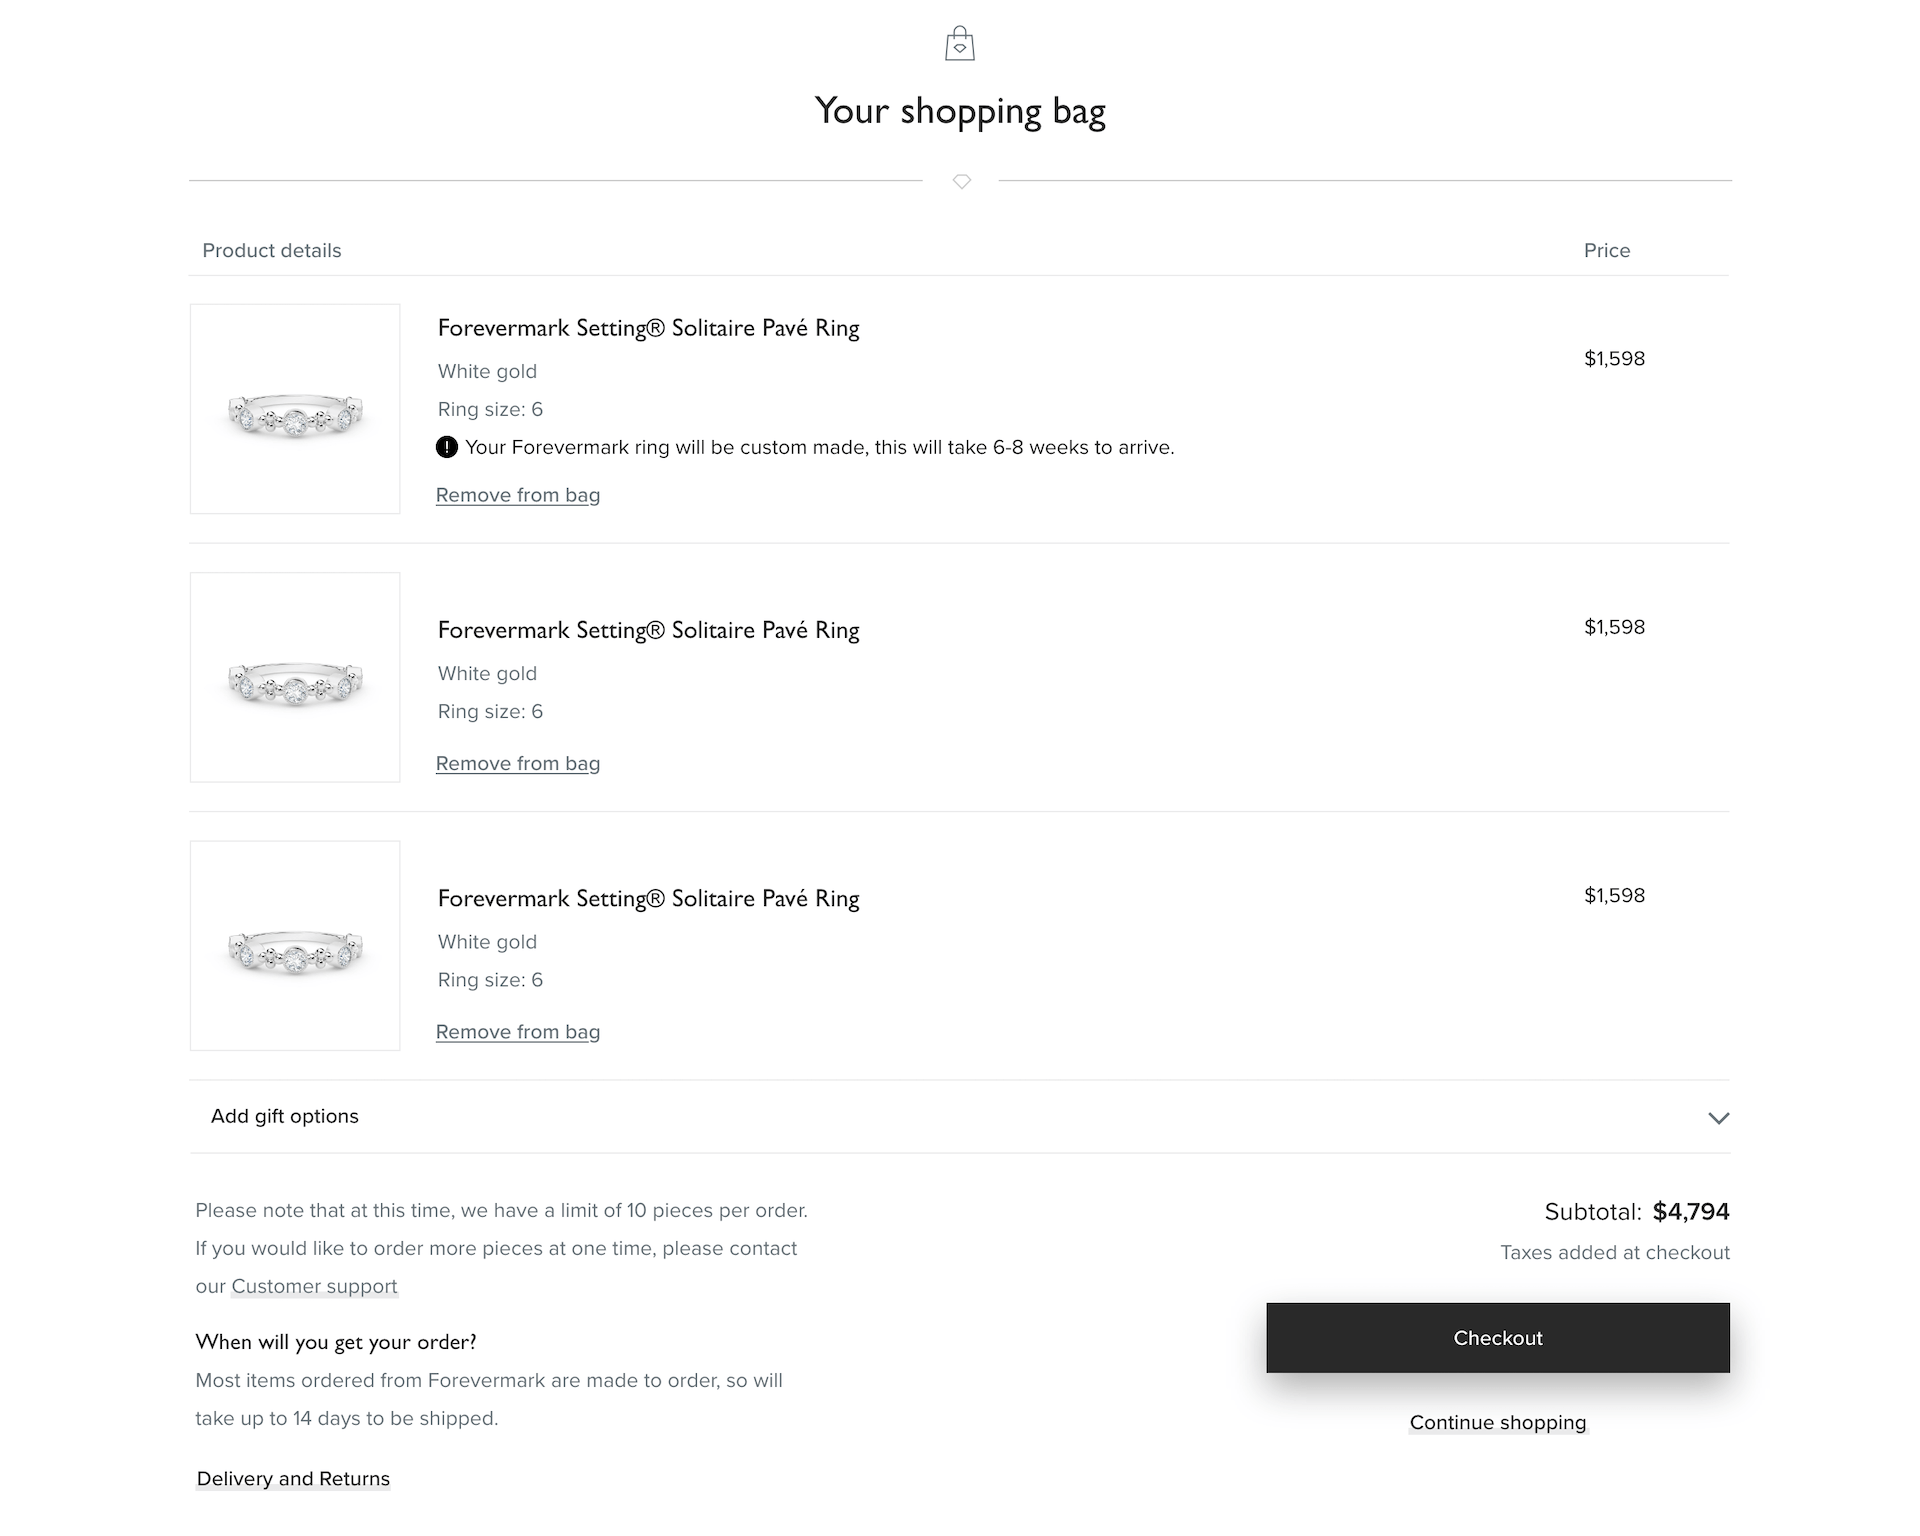 Your shopping bag
Product details
Price
Forevermark Setting® Solitaire Pavé Ring
$1,598
White gold
Ring size: 6
! Your Forevermark ring will be custom made, this will take 6-8 weeks to arrive.
Remove from bag
Forevermark Setting® Solitaire Pavé Ring
$1,598
White gold
Ring size: 6
Remove from bag
Forevermark Setting® Solitaire Pavé Ring
$1,598
White gold
Ring size: 6
Remove from bag
Add gift options
Please note that at this time, we have a limit of 10 pieces per order.
If you would like to order more pieces at one time, please contact
our Customer support
When will you get your order?
Most items ordered from Forevermark are made to order, so will
take up to 14 days to be shipped.
Delivery and Returns
Subtotal: $4,794
Taxes added at checkout
Checkout
Continue shopping